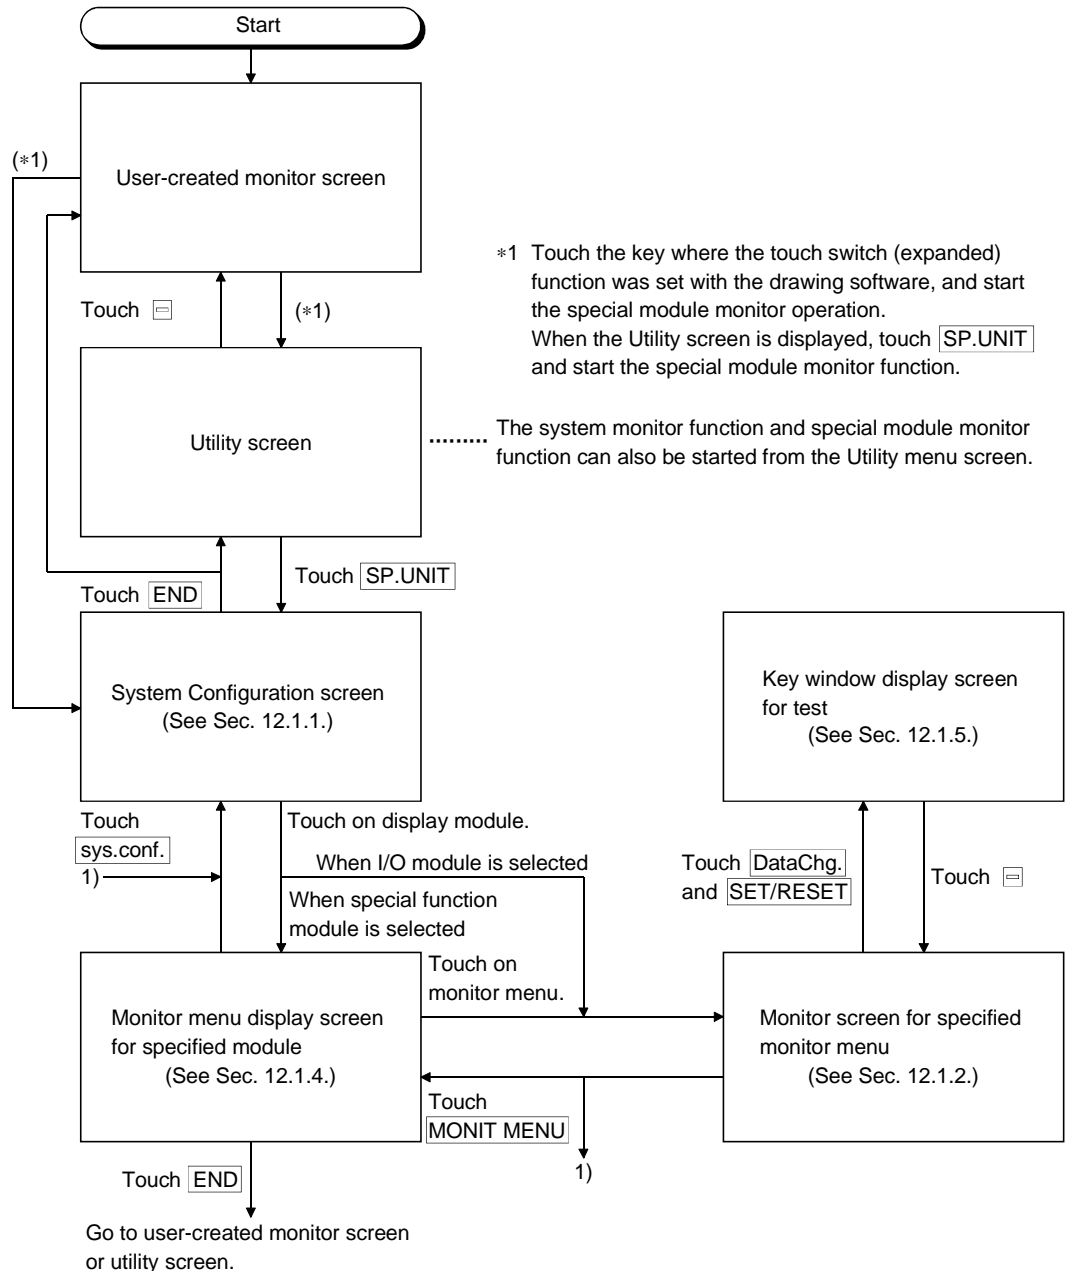 Start
User-created monitor screen
(*1)
*1 Touch the key where the touch switch (expanded)
function was set with the drawing software, and start
the special module monitor operation.
When the Utility screen is displayed, touch SP.UNIT
and start the special module monitor function.
Touch
(*1)
Utility screen
......... The system monitor function and special module monitor
function can also be started from the Utility menu screen.
Touch END
Touch SP.UNIT
System Configuration screen
(See Sec. 12.1.1.)
Key window display screen
for test
(See Sec. 12.1.5.)
Touch
sys.conf.
1)
Touch on display module.
When I/O module is selected
When special function
module is selected
Touch DataChg.
and SET/RESET
Touch
Monitor menu display screen
for specified module
(See Sec. 12.1.4.)
Touch on
monitor menu.
Monitor screen for specified
monitor menu
(See Sec. 12.1.2.)
Touch
MONIT MENU
1)
Touch END
Go to user-created monitor screen
or utility screen.